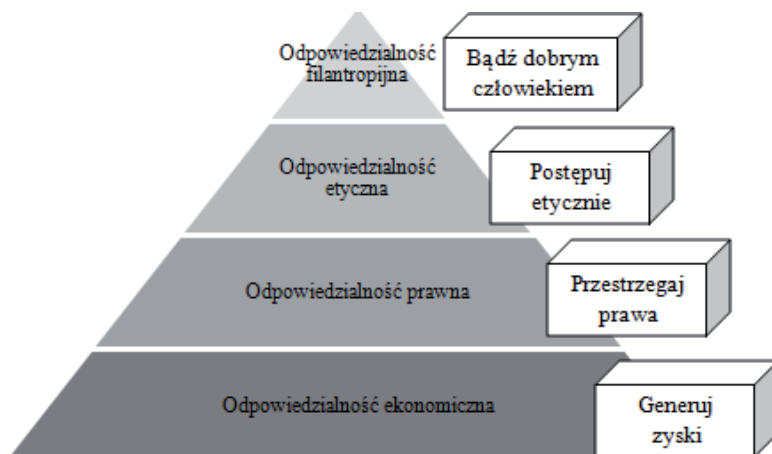 Odpowiedzialność
filantropijna
Bądź dobrym
człowiekiem
Odpowiedzialność
etyczna
Postępuj
etycznie
Odpowiedzialność prawna
Przestrzegaj
prawa
Odpowiedzialność ekonomiczna
Generuj
zyski